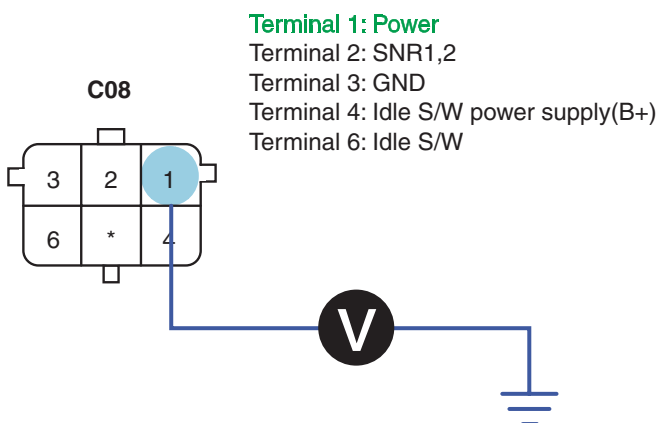 Terminal 1: Power
Terminal 2: SNR1,2
Terminal 3: GND
Terminal 4: Idle S/W power supply(B+)
Terminal 6: Idle S/W
C08
3 2 1
6 * 4
V